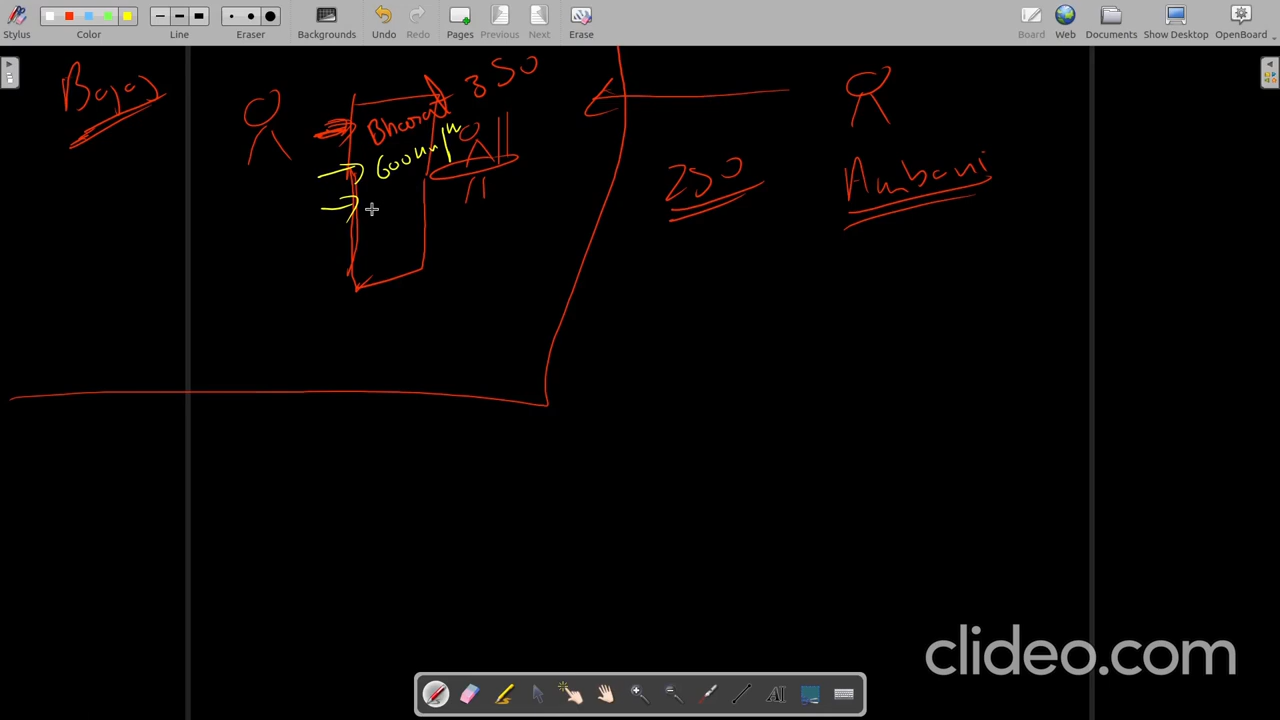 Stylus
Color
Line
Eraser
Backgrounds
Undo
Redo
Pages
Previous
Next
Erase
Board
Web
Documents
Show Desktop
OpenBoard
Bajaj
350
Bharat
250
Ambani
clideo.com
AI